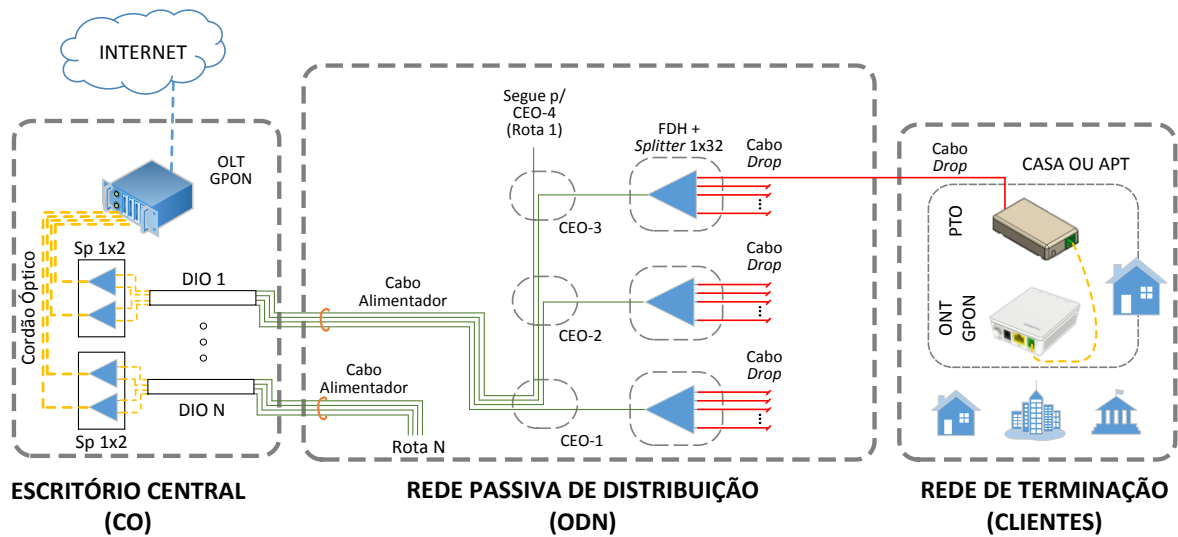 INTERNET
OLT
GPON
Sp 1x2
Cordão Óptico
DIO 1
DIO N
Sp 1x2
ESCRITÓRIO CENTRAL
(CO)
Segue p/
CEO-4
(Rota 1)
FDH +
Splitter 1x32
Cabo
Drop
CEO-3
Cabo
Alimentador
Cabo
Drop
CEO-2
Cabo
Alimentador
Cabo
Drop
CEO-1
Rota N
REDE PASSIVA DE DISTRIBUIÇÃO
(ODN)
Cabo
Drop
CASA OU APT
PTO
ONT
GPON
REDE DE TERMINAÇÃO
(CLIENTES)